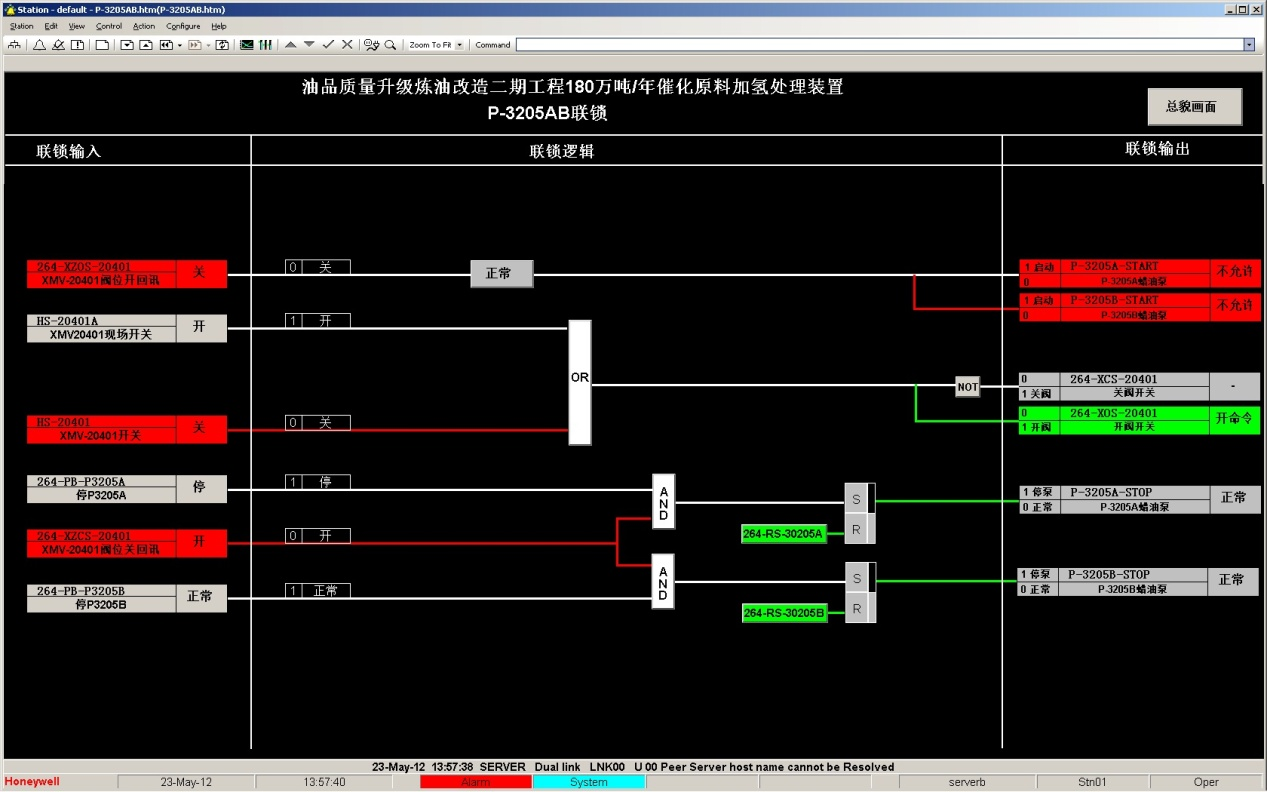 Station - default - P-3205AB.htm(P-3205AB.htm)
Station Edit View Control Action Configure Help
Zoom To Fit Command
油品质量升级炼油改造二期工程180万吨/年催化原料加氢处理装置
P-3205AB联锁
总貌画面
联锁输入 联锁逻辑 联锁输出
264-XZOS-20401 关 0 关 正常 1 启动 P-3205A-START 不允许
XMV-20401阀位开回讯 0 P-3205A蜡油泵
1 启动 P-3205B-START 不允许
0 P-3205B蜡油泵
HS-20401A 开 1 开
XMV20401现场开关
OR NOT
0 264-XCS-20401 -
1 关阀 关阀开关
HS-20401 关 0 关 0 264-XOS-20401 开命令
XMV-20401开关 1 开阀 开阀开关
264-PB-P3205A 停 1 停 AND S 1 停泵 P-3205A-STOP 正常
停P3205A 0 正常 P-3205A蜡油泵
264-RS-30205A R
264-XZCS-20401 开 0 开
XMV-20401阀位关回讯
264-PB-P3205B 正常 1 正常 AND S 1 停泵 P-3205B-STOP 正常
停P3205B 0 正常 P-3205B蜡油泵
264-RS-30205B R
23-May-12 13:57:38 SERVER Dual link LNK00 U 00 Peer Server host name cannot be Resolved
Honeywell 23-May-12 13:57:40 Alarm System serverb Stn01 Oper